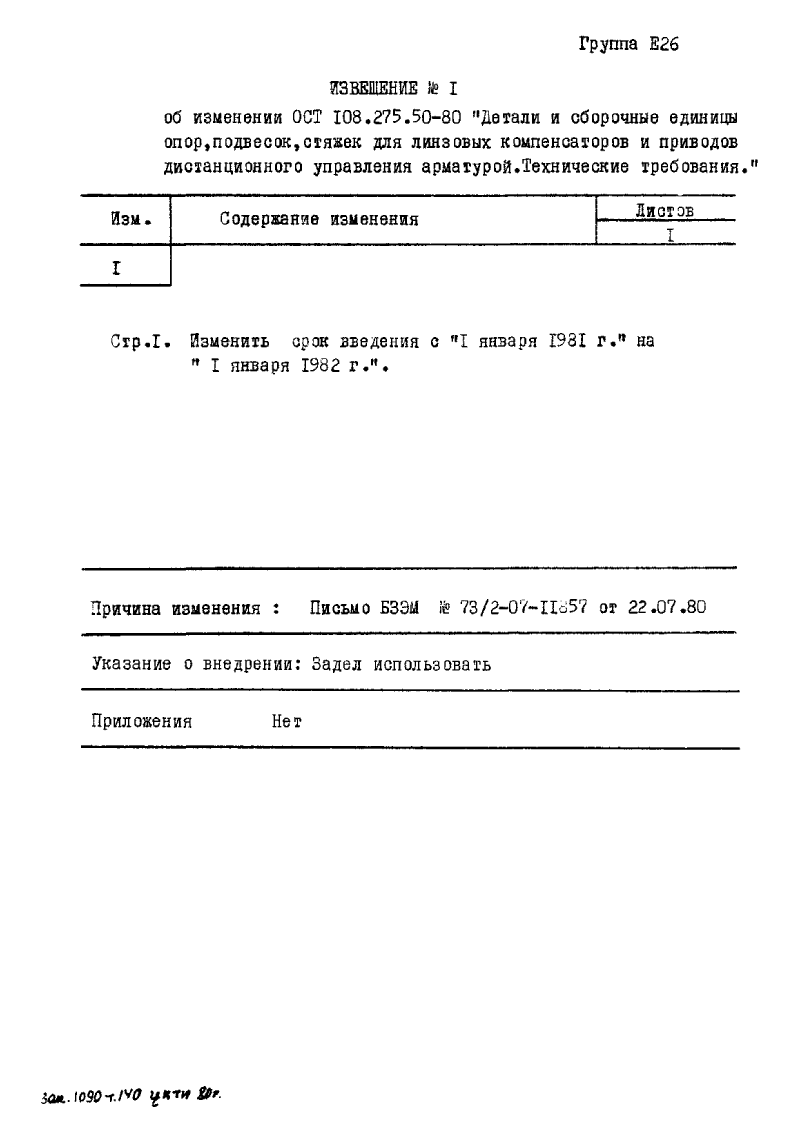 Группа Е26
ИЗВЕЩЕНИЕ № I
об изменении ОСТ I08.275.50-80 "Детали и сборочные единицы
опор,подвесок,стяжек для линзовых компенсаторов и приводов
дистанционного управления арматурой.Технические требования."
Изм.
Содержание изменения
Листов
I
I
Стр.I. Изменить срок введения с "I января I98I г." на
" I января I982 г.".
Причина изменения : Письмо БЗЭМ № 73/2-07-II857 от 22.07.80
Указание о внедрении: Задел использовать
Приложения Нет
зак. 1090 т. 140 ЦКТИ 80г.